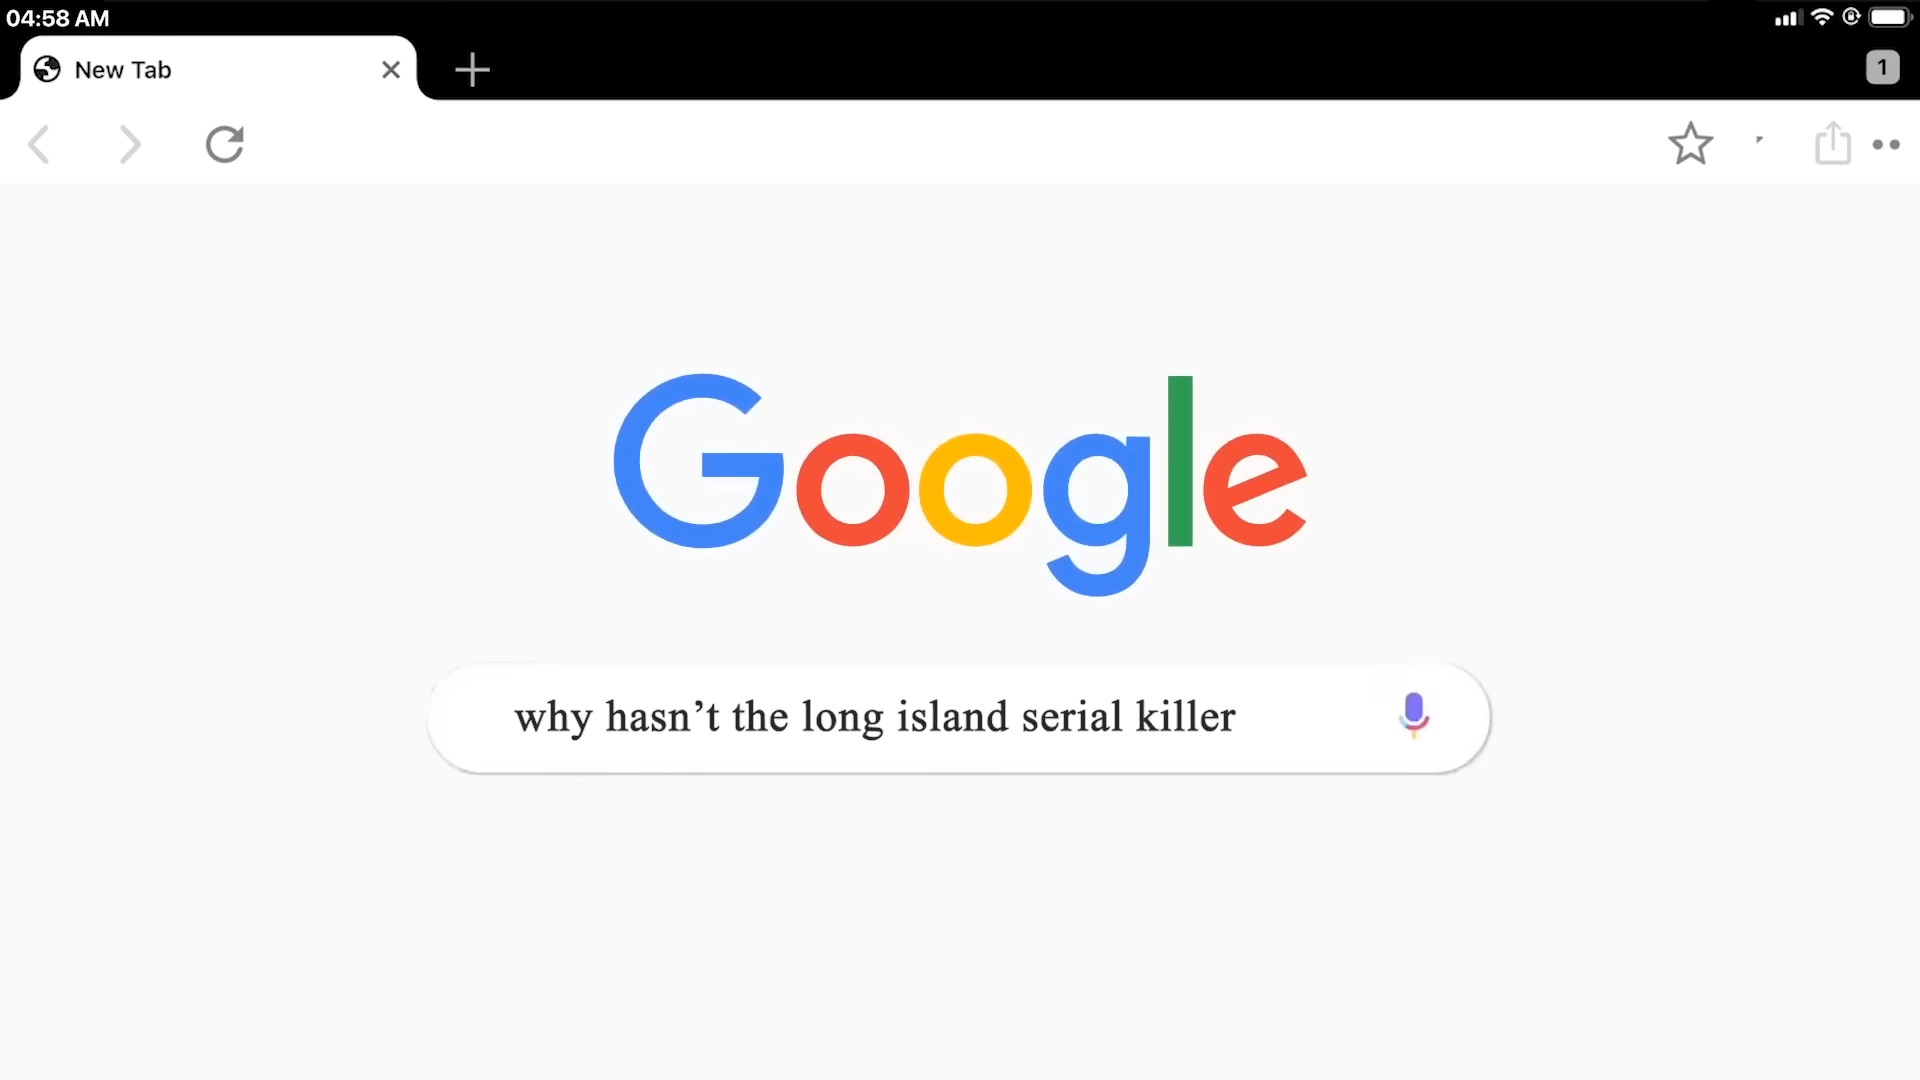 04:58 AM
New Tab
1
Google
why hasn’t the long island serial killer